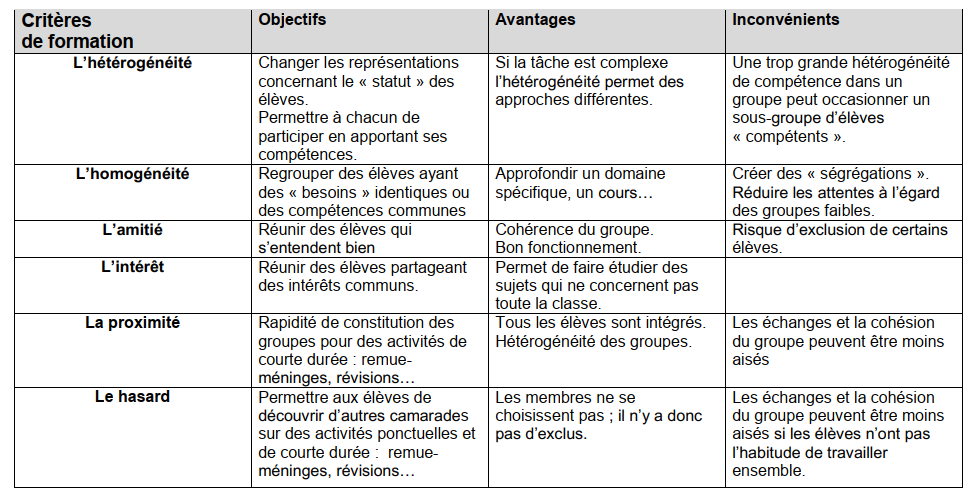 Critères
de formation
Objectifs
Avantages
Inconvénients
L’hétérogénéité
Changer les représentations
concernant le « statut » des
élèves.
Permettre à chacun de
participer en apportant ses
compétences.
Si la tâche est complexe
l’hétérogénéité permet des
approches différentes.
Une trop grande hétérogénéité
de compétence dans un
groupe peut occasionner un
sous-groupe d’élèves
« compétents ».
L’homogénéité
Regrouper des élèves ayant
des « besoins » identiques ou
des compétences communes
Approfondir un domaine
spécifique, un cours…
Créer des « ségrégations ».
Réduire les attentes à l’égard
des groupes faibles.
L’amitié
Réunir des élèves qui
s’entendent bien
Cohérence du groupe.
Bon fonctionnement.
Risque d’exclusion de certains
élèves.
L’intérêt
Réunir des élèves partageant
des intérêts communs.
Permet de faire étudier des
sujets qui ne concernent pas
toute la classe.
La proximité
Rapidité de constitution des
groupes pour des activités de
courte durée : remue-
méninges, révisions…
Tous les élèves sont intégrés.
Hétérogénéité des groupes.
Les échanges et la cohésion
du groupe peuvent être moins
aisés
Le hasard
Permettre aux élèves de
découvrir d’autres camarades
sur des activités ponctuelles et
de courte durée :  remue-
méninges, révisions…
Les membres ne se
choisissent pas ; il n’y a donc
pas d’exclus.
Les échanges et la cohésion
du groupe peuvent être moins
aisés si les élèves n’ont pas
l’habitude de travailler
ensemble.